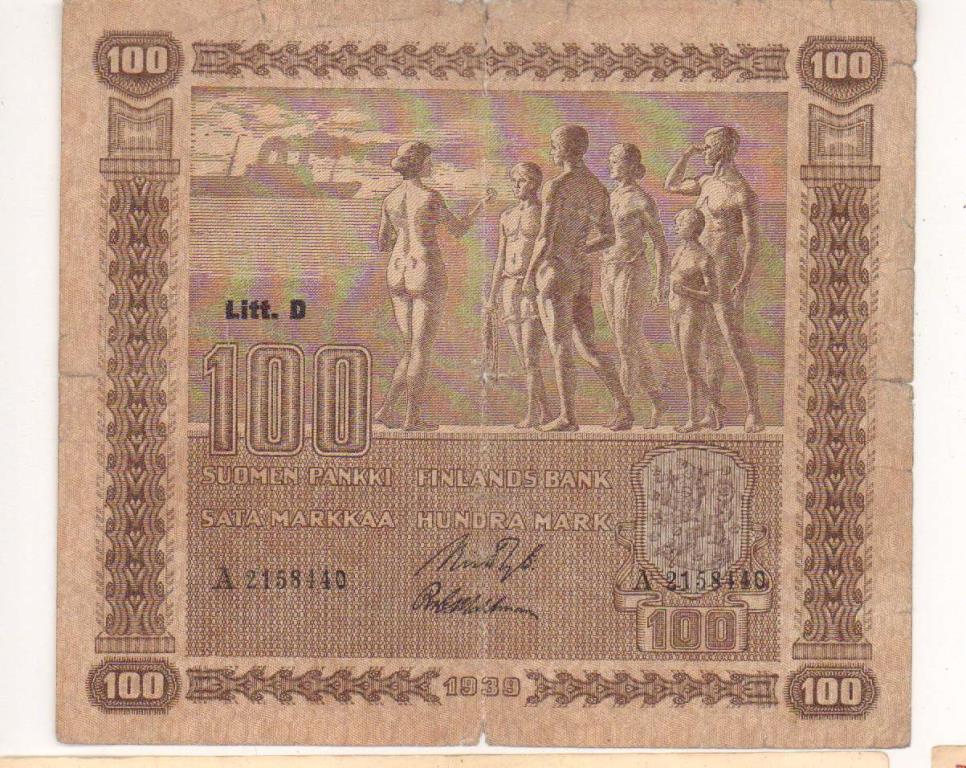 100 100
Litt. D
100
SUOMEN PANKKI FINLANDS BANK
SATA MARKKAA HUNDRA MARK
A 2158440 A 2158440
100
100 1939 100